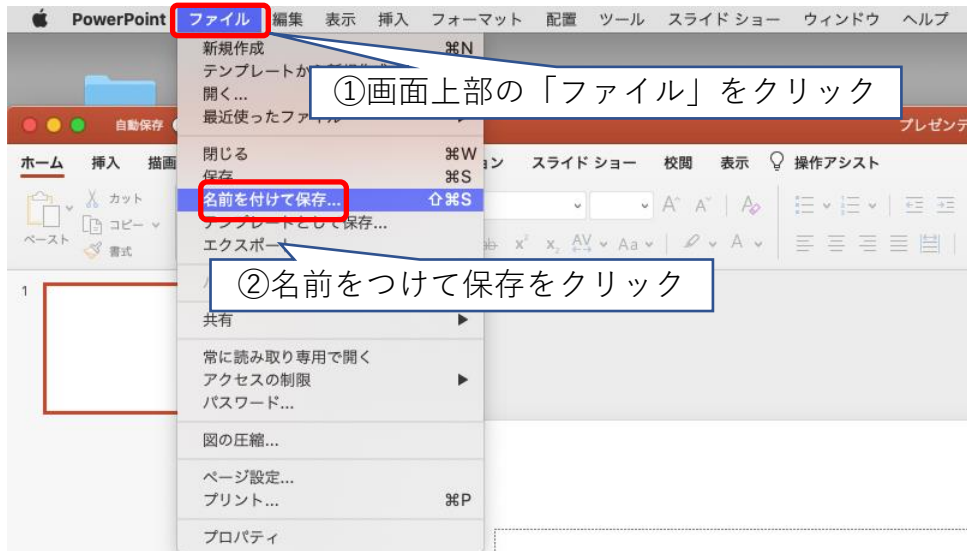 PowerPoint ファイル 編集 表示 挿入 フォーマット 配置 ツール スライド ショー ウィンドウ ヘルプ
新規作成 ⌘N
テンプレートから
①画面上部の「ファイル」をクリック
開く...
最近使ったファイル
自動保存 プレゼンテ
閉じる ⌘W
ホーム 挿入 描画 ョン スライド ショー 校閲 表示 操作アシスト
保存 ⌘S
名前を付けて保存... ⇧⌘S
テンプレートとして保存...
エクスポート
ペースト カット コピー 書式
ab x² x₂ AV Aa A
②名前をつけて保存をクリック
1
共有 ▶
常に読み取り専用で開く
アクセスの制限 ▶
パスワード...
図の圧縮...
ページ設定...
プリント... ⌘P
プロパティ